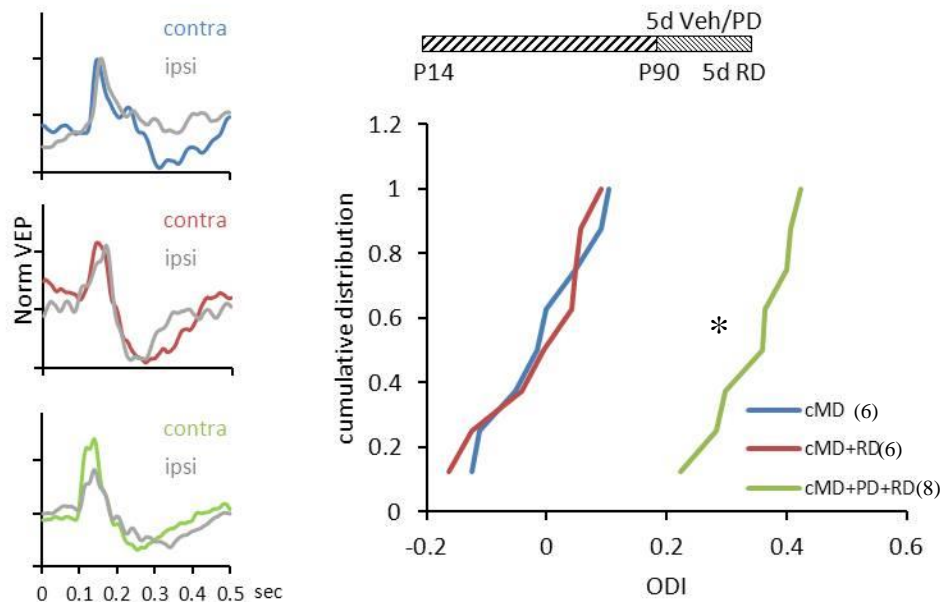 contra
ipsi
contra
ipsi
contra
ipsi
Norm VEP
0 0.1 0.2 0.3 0.4 0.5 sec
5d Veh/PD
P14 P90 5d RD
1.2
1
0.8
0.6
0.4
0.2
0
cumulative distribution
*
cMD (6)
cMD+RD(6)
cMD+PD+RD(8)
-0.2 0 0.2 0.4 0.6
ODI